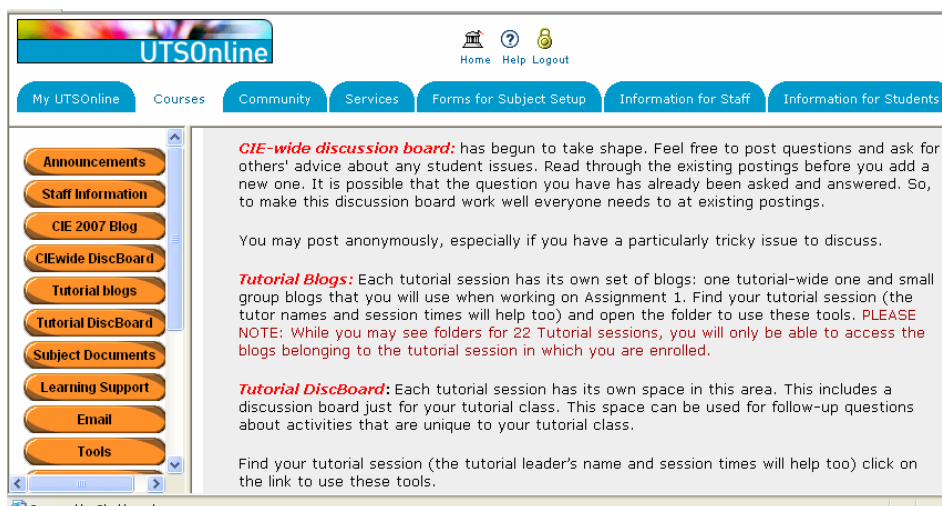 UTSOnline
Home Help Logout
My UTSOnline Courses Community Services Forms for Subject Setup Information for Staff Information for Students
Announcements
Staff Information
CIE 2007 Blog
CIEwide DiscBoard
Tutorial blogs
Tutorial DiscBoard
Subject Documents
Learning Support
Email
Tools
CIE-wide discussion board: has begun to take shape. Feel free to post questions and ask for
others' advice about any student issues. Read through the existing postings before you add a
new one. It is possible that the question you have has already been asked and answered. So,
to make this discussion board work well everyone needs to at existing postings.
You may post anonymously, especially if you have a particularly tricky issue to discuss.
Tutorial Blogs: Each tutorial session has its own set of blogs: one tutorial-wide one and small
group blogs that you will use when working on Assignment 1. Find your tutorial session (the
tutor names and session times will help too) and open the folder to use these tools. PLEASE
NOTE: While you may see folders for 22 Tutorial sessions, you will only be able to access the
blogs belonging to the tutorial session in which you are enrolled.
Tutorial DiscBoard: Each tutorial session has its own space in this area. This includes a
discussion board just for your tutorial class. This space can be used for follow-up questions
about activities that are unique to your tutorial class.
Find your tutorial session (the tutorial leader's name and session times will help too) click on
the link to use these tools.